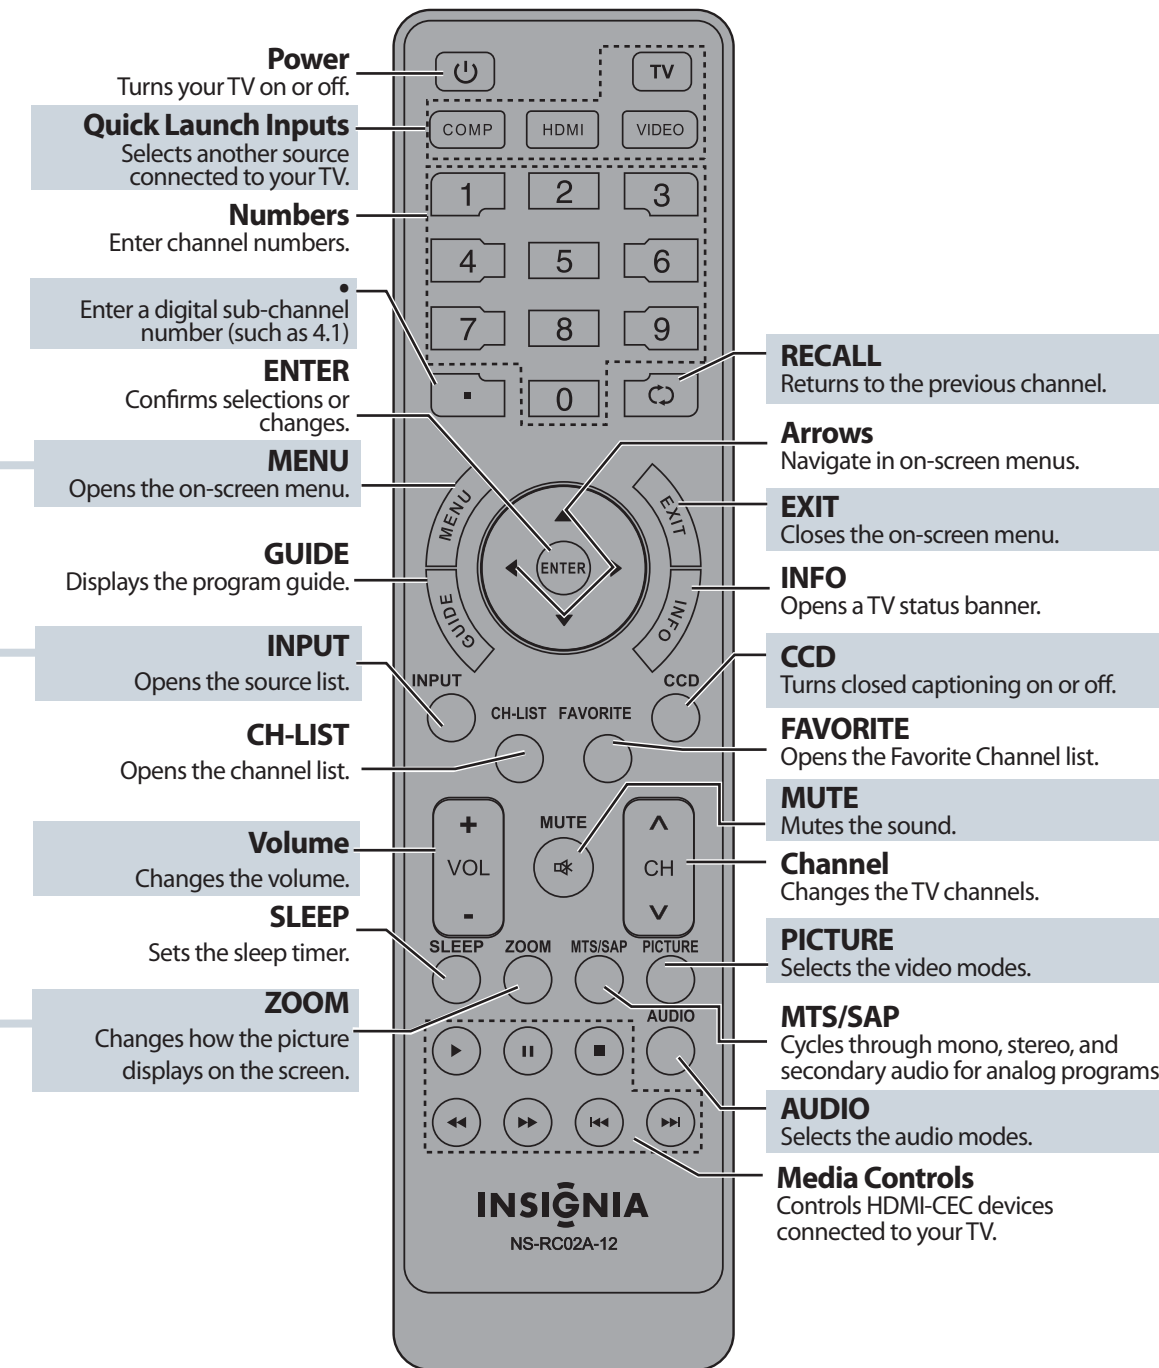 Power
Turns your TV on or off.
Quick Launch Inputs
Selects another source
connected to your TV.
Numbers
Enter channel numbers.
•
Enter a digital sub-channel
number (such as 4.1)
ENTER
Confirms selections or
changes.
MENU
Opens the on-screen menu.
GUIDE
Displays the program guide.
INPUT
Opens the source list.
CH-LIST
Opens the channel list.
Volume
Changes the volume.
SLEEP
Sets the sleep timer.
ZOOM
Changes how the picture
displays on the screen.
TV
COMP HDMI VIDEO
1 2 3
4 5 6
7 8 9
0
MENU EXIT
ENTER
GUIDE INFO
INPUT CCD
CH-LIST FAVORITE
+ MUTE
VOL CH
-
SLEEP ZOOM MTS/SAP PICTURE
AUDIO
INSIGNIA
NS-RC02A-12
RECALL
Returns to the previous channel.
Arrows
Navigate in on-screen menus.
EXIT
Closes the on-screen menu.
INFO
Opens a TV status banner.
CCD
Turns closed captioning on or off.
FAVORITE
Opens the Favorite Channel list.
MUTE
Mutes the sound.
Channel
Changes the TV channels.
PICTURE
Selects the video modes.
MTS/SAP
Cycles through mono, stereo, and
secondary audio for analog programs
AUDIO
Selects the audio modes.
Media Controls
Controls HDMI-CEC devices
connected to your TV.